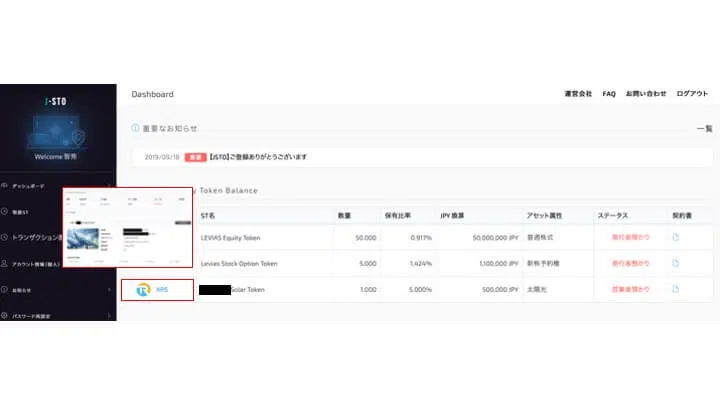 J-STO
Welcome 智秀
ダッシュボード
トランザクション
アカウント情報(個人)
お知らせ
パスワード再設定
Dashboard
運営会社 FAQ お問い合わせ ログアウト
重要なお知らせ
一覧
2019/09/18 重要 【JSTO】ご登録ありがとうございます
y Token Balance
ST名 数量 保有比率 JPY 換算 アセット属性 ステータス 契約書
LEVIAS Equity Token 50.000 0.917% 50,000,000 JPY 普通株式 発行者預かり
Levias Stock Option Token 5.000 1.424% 1,100,000 JPY 新株予約権 発行者預かり
XRS Solar Token 1.000 5.000% 500,000 JPY 太陽光 営業者預かり